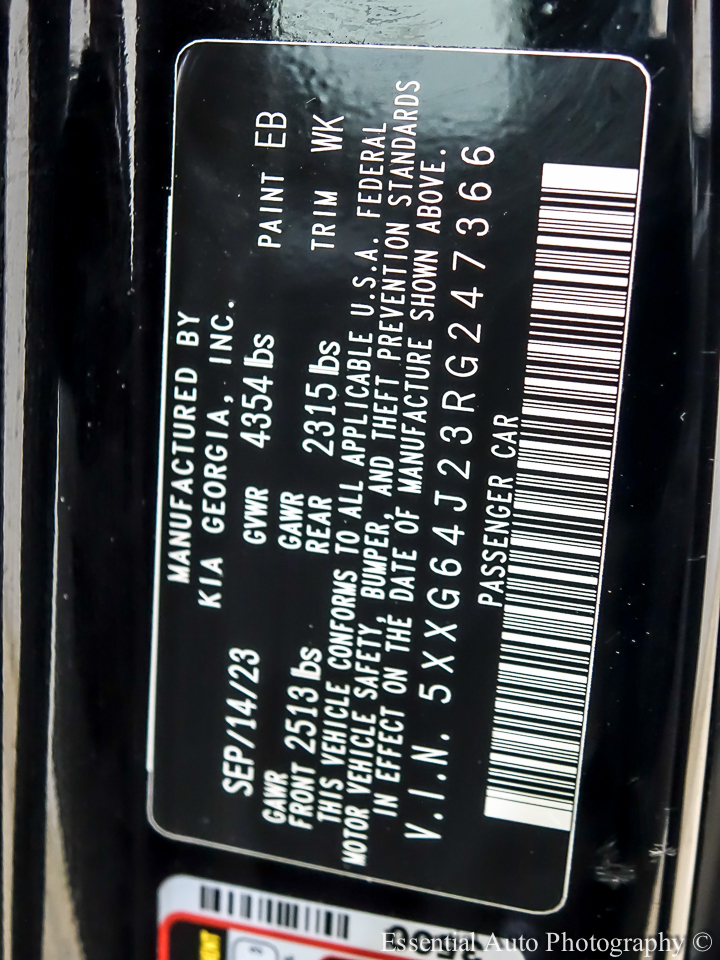 MANUFACTURED BY
KIA GEORGIA, INC.
SEP/14/23 GVWR 4354 lbs PAINT EB
GAWR FRONT 2513 lbs GAWR REAR 2315 lbs TRIM WK
THIS VEHICLE CONFORMS TO ALL APPLICABLE U.S.A. FEDERAL
MOTOR VEHICLE SAFETY, BUMPER, AND THEFT PREVENTION STANDARDS
IN EFFECT ON THE DATE OF MANUFACTURE SHOWN ABOVE.
V.I.N. 5XXG64J23RG247366
PASSENGER CAR
Essential Auto Photography ©